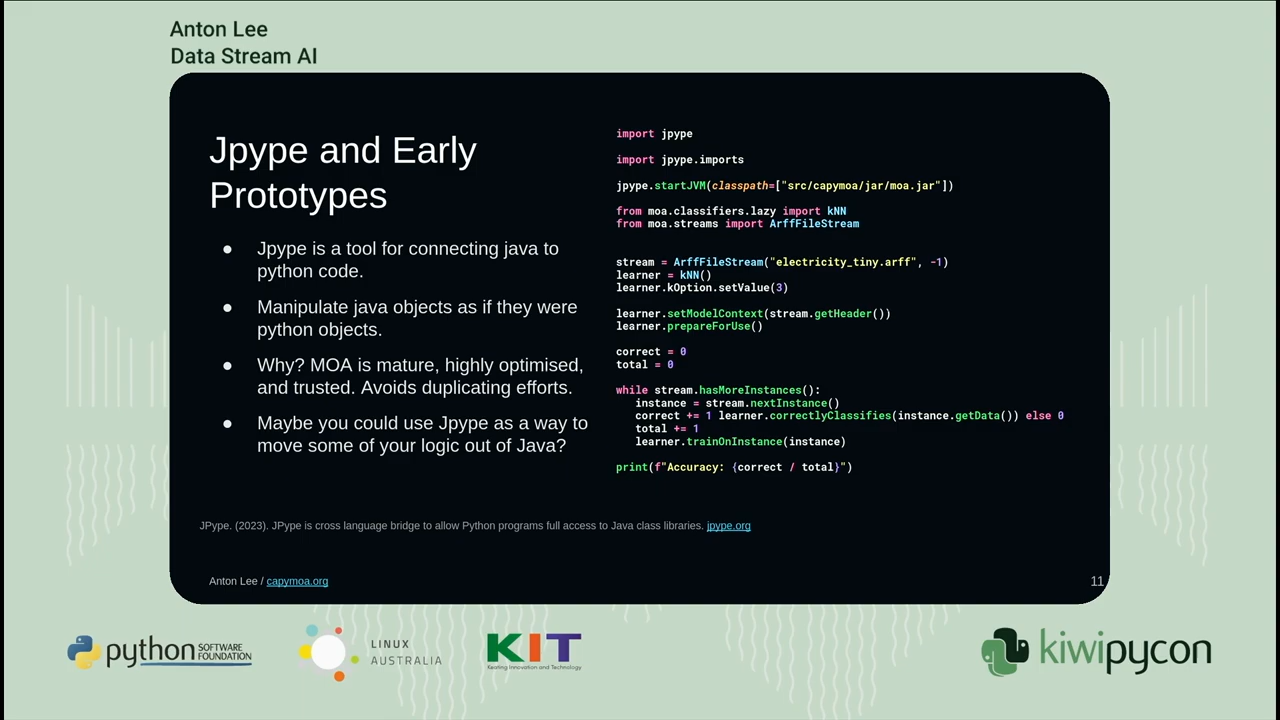 Anton Lee
Data Stream AI
Jpype and Early
Prototypes
● Jpype is a tool for connecting java to
python code.
● Manipulate java objects as if they were
python objects.
● Why? MOA is mature, highly optimised,
and trusted. Avoids duplicating efforts.
● Maybe you could use Jpype as a way to
move some of your logic out of Java?
import jpype
import jpype.imports
jpype.startJVM(classpath=["src/capymoa/jar/moa.jar"])
from moa.classifiers.lazy import kNN
from moa.streams import ArffFileStream
stream = ArffFileStream("electricity_tiny.arff", -1)
learner = kNN()
learner.kOption.setValue(3)
learner.setModelContext(stream.getHeader())
learner.prepareForUse()
correct = 0
total = 0
while stream.hasMoreInstances():
   instance = stream.nextInstance()
   correct += 1 learner.correctlyClassifies(instance.getData()) else 0
   total += 1
   learner.trainOnInstance(instance)
print(f"Accuracy: {correct / total}")
JPype. (2023). JPype is cross language bridge to allow Python programs full access to Java class libraries. jpype.org
Anton Lee / capymoa.org
11
python SOFTWARE
FOUNDATION
LINUX
AUSTRALIA
KIT
Keating Innovation and Technology
kiwipycon